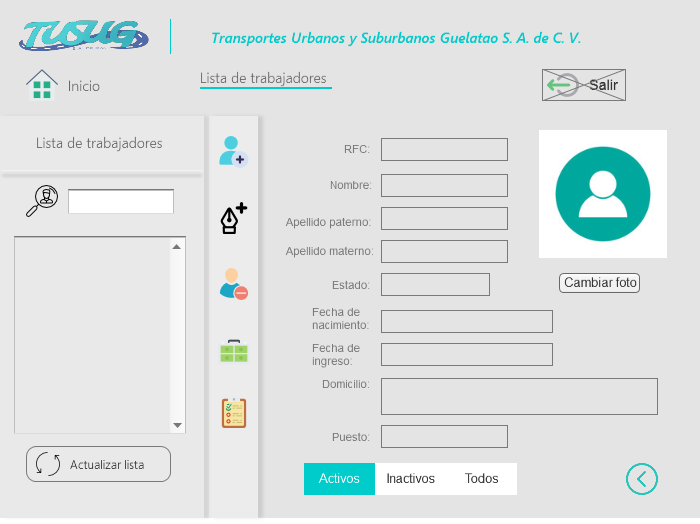 TUSUG
Transportes Urbanos y Suburbanos Guelatao S. A. de C. V.
Inicio
Lista de trabajadores
Salir
Lista de trabajadores
Actualizar lista
RFC:
Nombre:
Apellido paterno:
Apellido materno:
Estado:
Fecha de
nacimiento:
Fecha de
ingreso:
Domicilio:
Puesto:
Cambiar foto
Activos
Inactivos
Todos